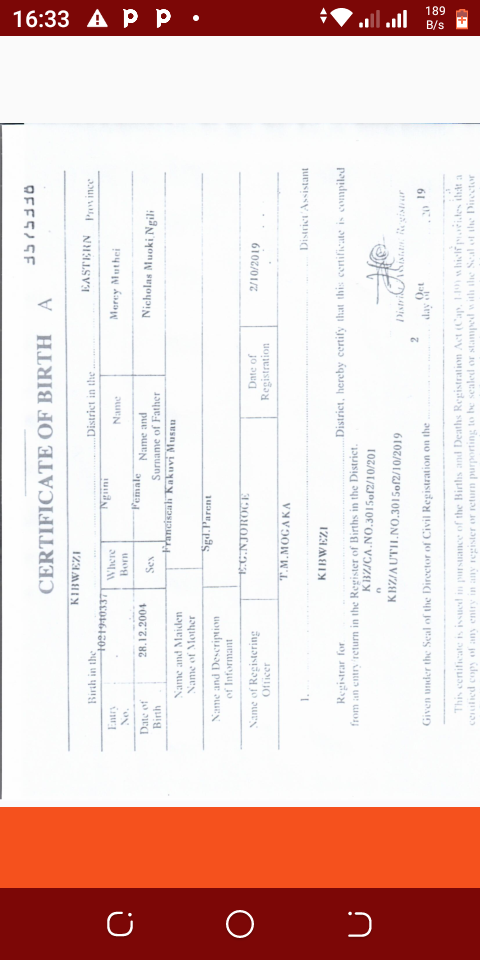 16:33
189
B/s
CERTIFICATE OF BIRTH A
KIBWEZI
Birth in the District in the EASTERN Province
Entry No. 1021940337 Where Born Ngiini Name Mercy Muthei
Date of Birth 28.12.2004 Sex Female Name and Surname of Father Nicholas Muoki Ngili
Name and Maiden Name of Mother Franciscah Kakuvi Musau
Name and Description of Informant Sgd.Parent
Name of Registering Officer E.G.NJOROGE Date of Registration 2/10/2019
T.M.MOGAKA
I, District Assistant
KIBWEZI
Registrar for District, hereby certify that this certificate is compiled
from an entry return in the Register of Births in the District.
KBZ/CA.NO.3015of2/10/201
KBZ/AUTH.NO.3015of2/10/2019
District Assistant Registrar
Given under the Seal of the Director of Civil Registration on the 2 day of Oct 20 19
This certificate is issued in pursuance of the Births and Deaths Registration Act (Cap. 149) which provides that a
certified copy of any entry in any register or return purporting to be sealed or stamped with the Seal of the Director